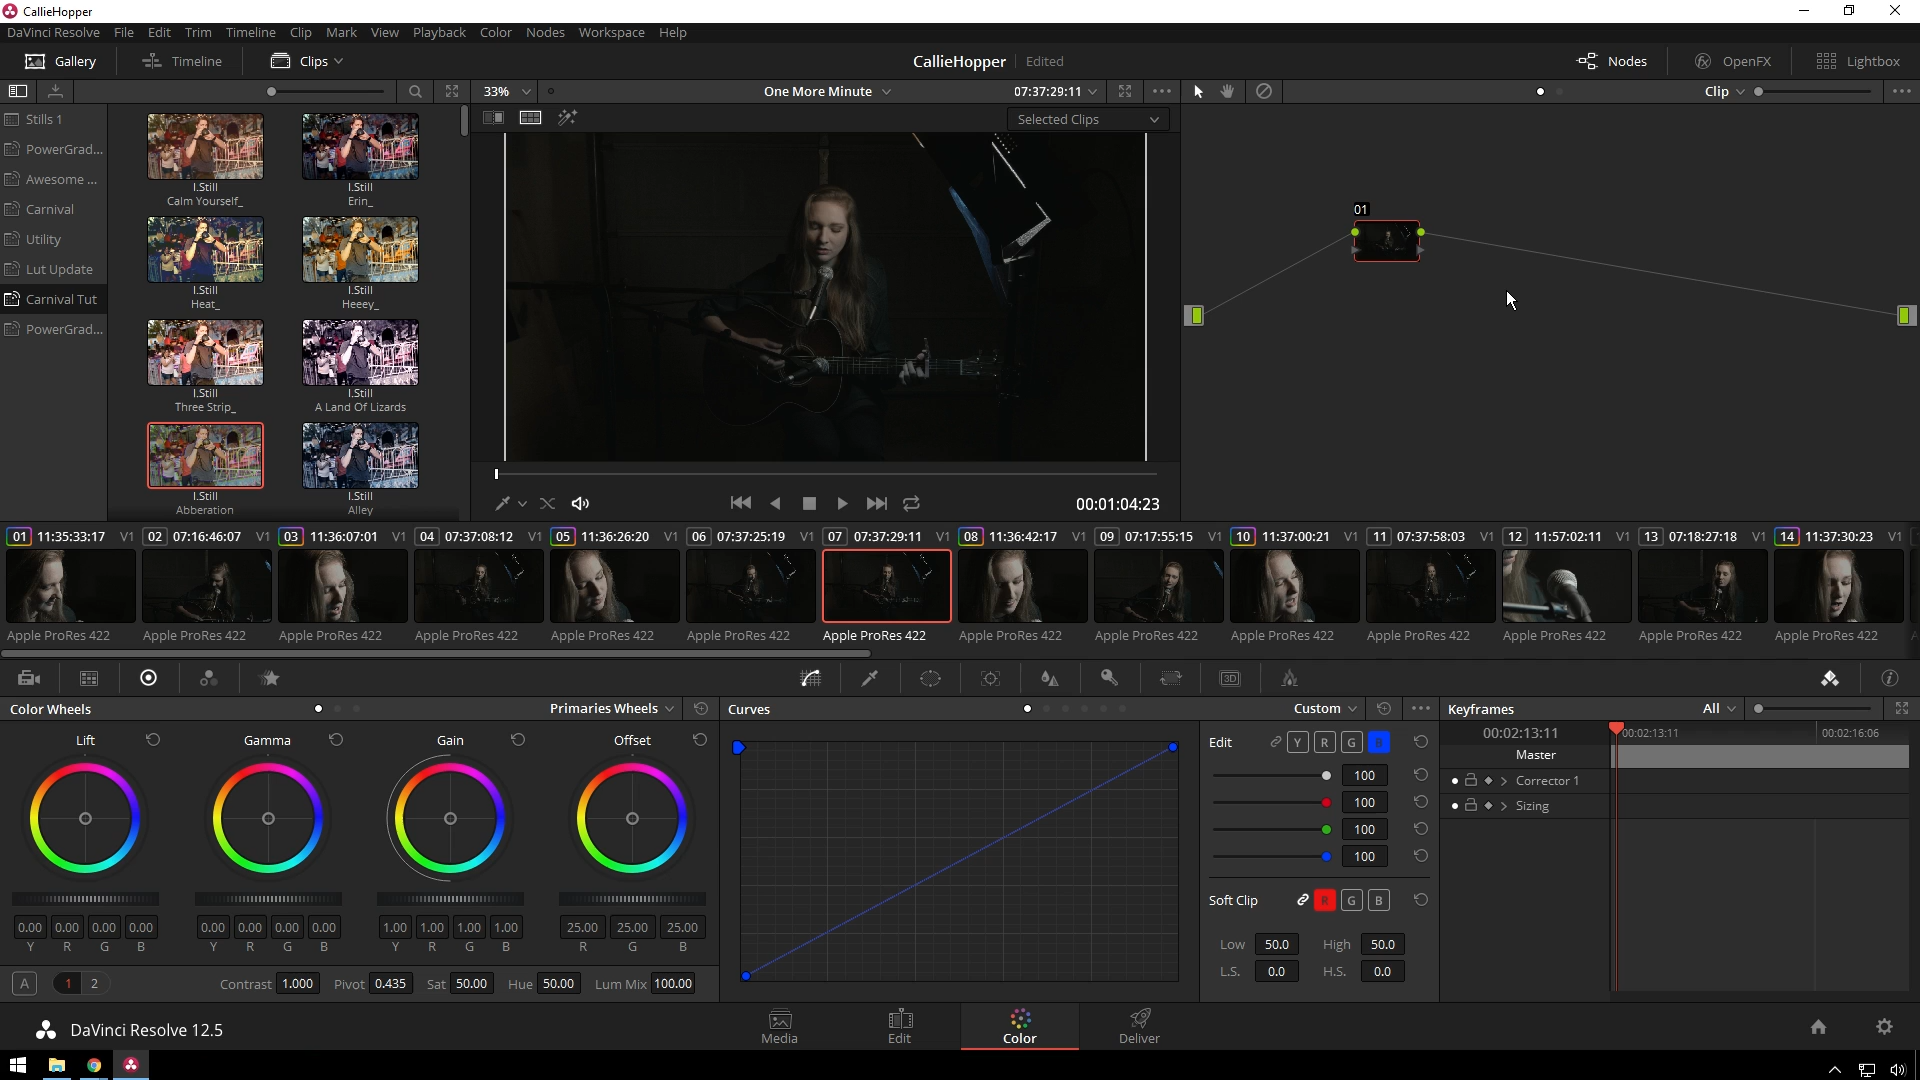 CallieHopper
DaVinci Resolve File Edit Trim Timeline Clip Mark View Playback Color Nodes Workspace Help
Gallery Timeline Clips CallieHopper Edited Nodes OpenFX Lightbox
33% One More Minute 07:37:29:11 Clip
Selected Clips
Stills 1
PowerGrad...
Awesome ...
Carnival
Utility
Lut Update
Carnival Tut
PowerGrad...
I.Still I.Still
Calm Yourself_ Erin_
I.Still I.Still
Heat_ Heeey_
I.Still I.Still
Three Strip_ A Land Of Lizards
I.Still I.Still
Abberation Alley
01
00:01:04:23
01 11:35:33:17 V1 02 07:16:46:07 V1 03 11:36:07:01 V1 04 07:37:08:12 V1 05 11:36:26:20 V1 06 07:37:25:19 V1 07 07:37:29:11 V1 08 11:36:42:17 V1 09 07:17:55:15 V1 10 11:37:00:21 V1 11 07:37:58:03 V1 12 11:57:02:11 V1 13 07:18:27:18 V1 14 11:37:30:23 V1
Apple ProRes 422 Apple ProRes 422 Apple ProRes 422 Apple ProRes 422 Apple ProRes 422 Apple ProRes 422 Apple ProRes 422 Apple ProRes 422 Apple ProRes 422 Apple ProRes 422 Apple ProRes 422 Apple ProRes 422 Apple ProRes 422 Apple ProRes 422
3D
Color Wheels Primaries Wheels Curves Custom Keyframes All
Lift Gamma Gain Offset
0.00 0.00 0.00 0.00 0.00 0.00 0.00 0.00 1.00 1.00 1.00 1.00 25.00 25.00 25.00
Y R G B Y R G B Y R G B R G B
A 1 2 Contrast 1.000 Pivot 0.435 Sat 50.00 Hue 50.00 Lum Mix 100.00
Edit Y R G B
100
100
100
100
Soft Clip R G B
Low 50.0 High 50.0
L.S. 0.0 H.S. 0.0
00:02:13:11 00:02:13:11 00:02:16:06
Master
Corrector 1
Sizing
DaVinci Resolve 12.5
Media Edit Color Deliver